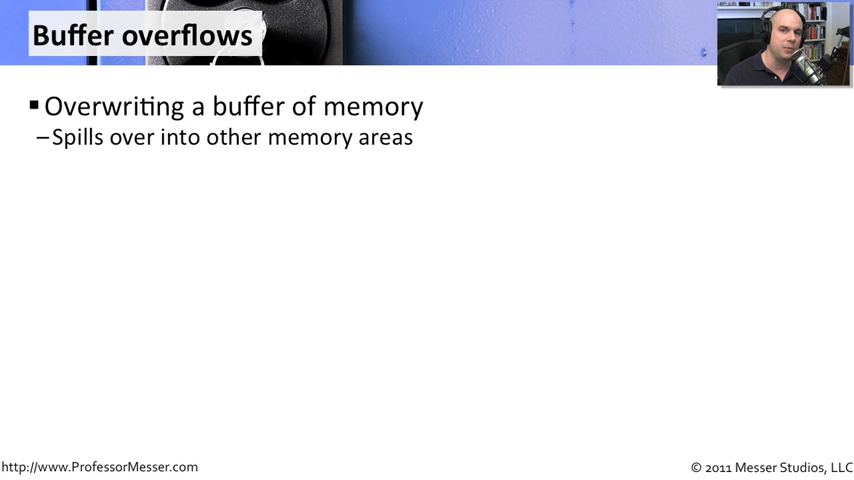 Buffer overflows
▪ Overwriting a buffer of memory
– Spills over into other memory areas
http://www.ProfessorMesser.com
© 2011 Messer Studios, LLC